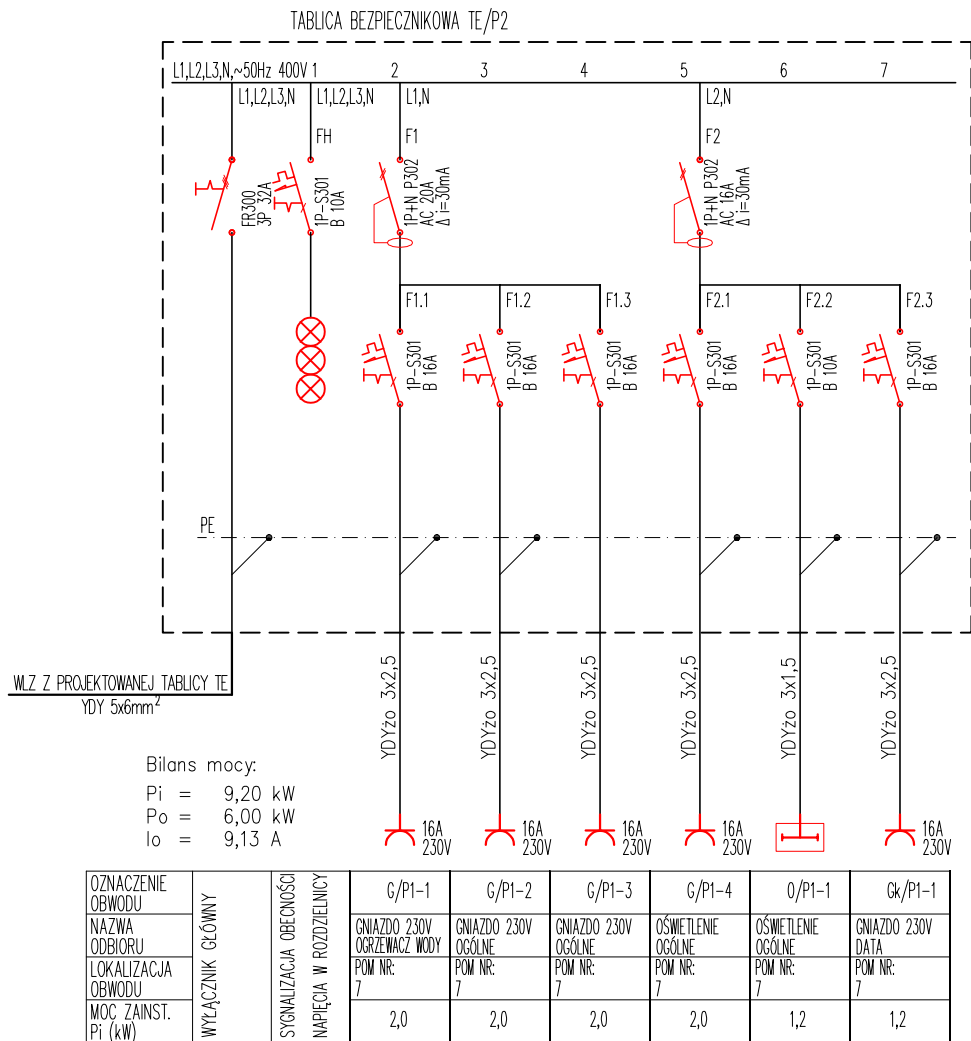 TABLICA BEZPIECZNIKOWA TE/P2
L1,L2,L3,N,~50Hz 400V 1 2 3 4 5 6 7
L1,L2,L3,N L1,L2,L3,N L1,N L2,N
FH F1 F2
FR300
3P 32A
1P-S301
B 10A
1P+N P302
AC 20A
Δ i=30mA
1P+N P302
AC 16A
Δ i=30mA
F1.1 F1.2 F1.3 F2.1 F2.2 F2.3
1P-S301
B 16A
1P-S301
B 16A
1P-S301
B 16A
1P-S301
B 16A
1P-S301
B 10A
1P-S301
B 16A
PE
WLZ Z PROJEKTOWANEJ TABLICY TE
YDY 5x6mm²
YDYżo 3x2,5
YDYżo 3x2,5
YDYżo 3x2,5
YDYżo 3x2,5
YDYżo 3x1,5
YDYżo 3x2,5
Bilans mocy:
Pi = 9,20 kW
Po = 6,00 kW
Io = 9,13 A
16A
230V
16A
230V
16A
230V
16A
230V
16A
230V
OZNACZENIE
OBWODU
G/P1-1 G/P1-2 G/P1-3 G/P1-4 O/P1-1 Gk/P1-1
NAZWA
ODBIORU
GNIAZDO 230V
OGRZEWACZ WODY
GNIAZDO 230V
OGÓLNE
GNIAZDO 230V
OGÓLNE
OŚWIETLENIE
OGÓLNE
OŚWIETLENIE
OGÓLNE
GNIAZDO 230V
DATA
LOKALIZACJA
OBWODU
POM NR:
7
POM NR:
7
POM NR:
7
POM NR:
7
POM NR:
7
POM NR:
7
MOC ZAINST.
Pi (kW)
2,0 2,0 2,0 2,0 1,2 1,2
WYŁĄCZNIK GŁÓWNY
SYGNALIZACJA OBECNOŚCI
NAPIĘCIA W ROZDZIELNICY